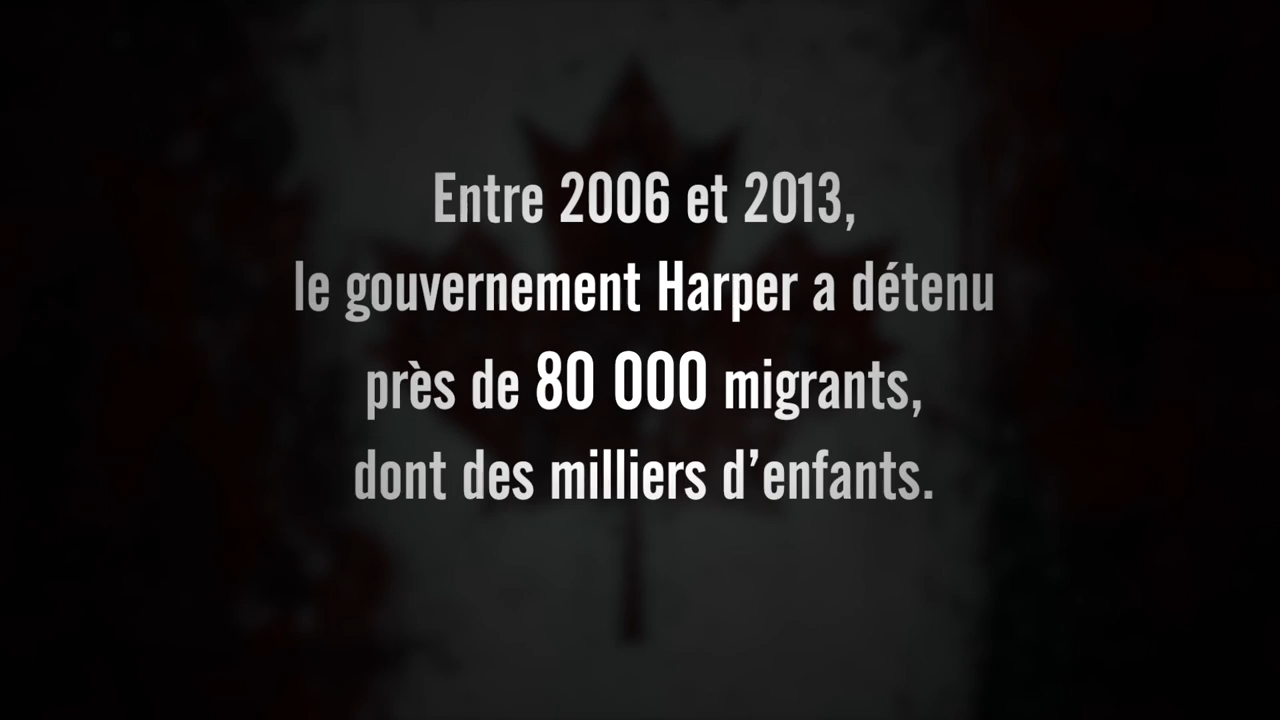 Entre 2006 et 2013,
le gouvernement Harper a détenu
près de 80 000 migrants,
dont des milliers d’enfants.